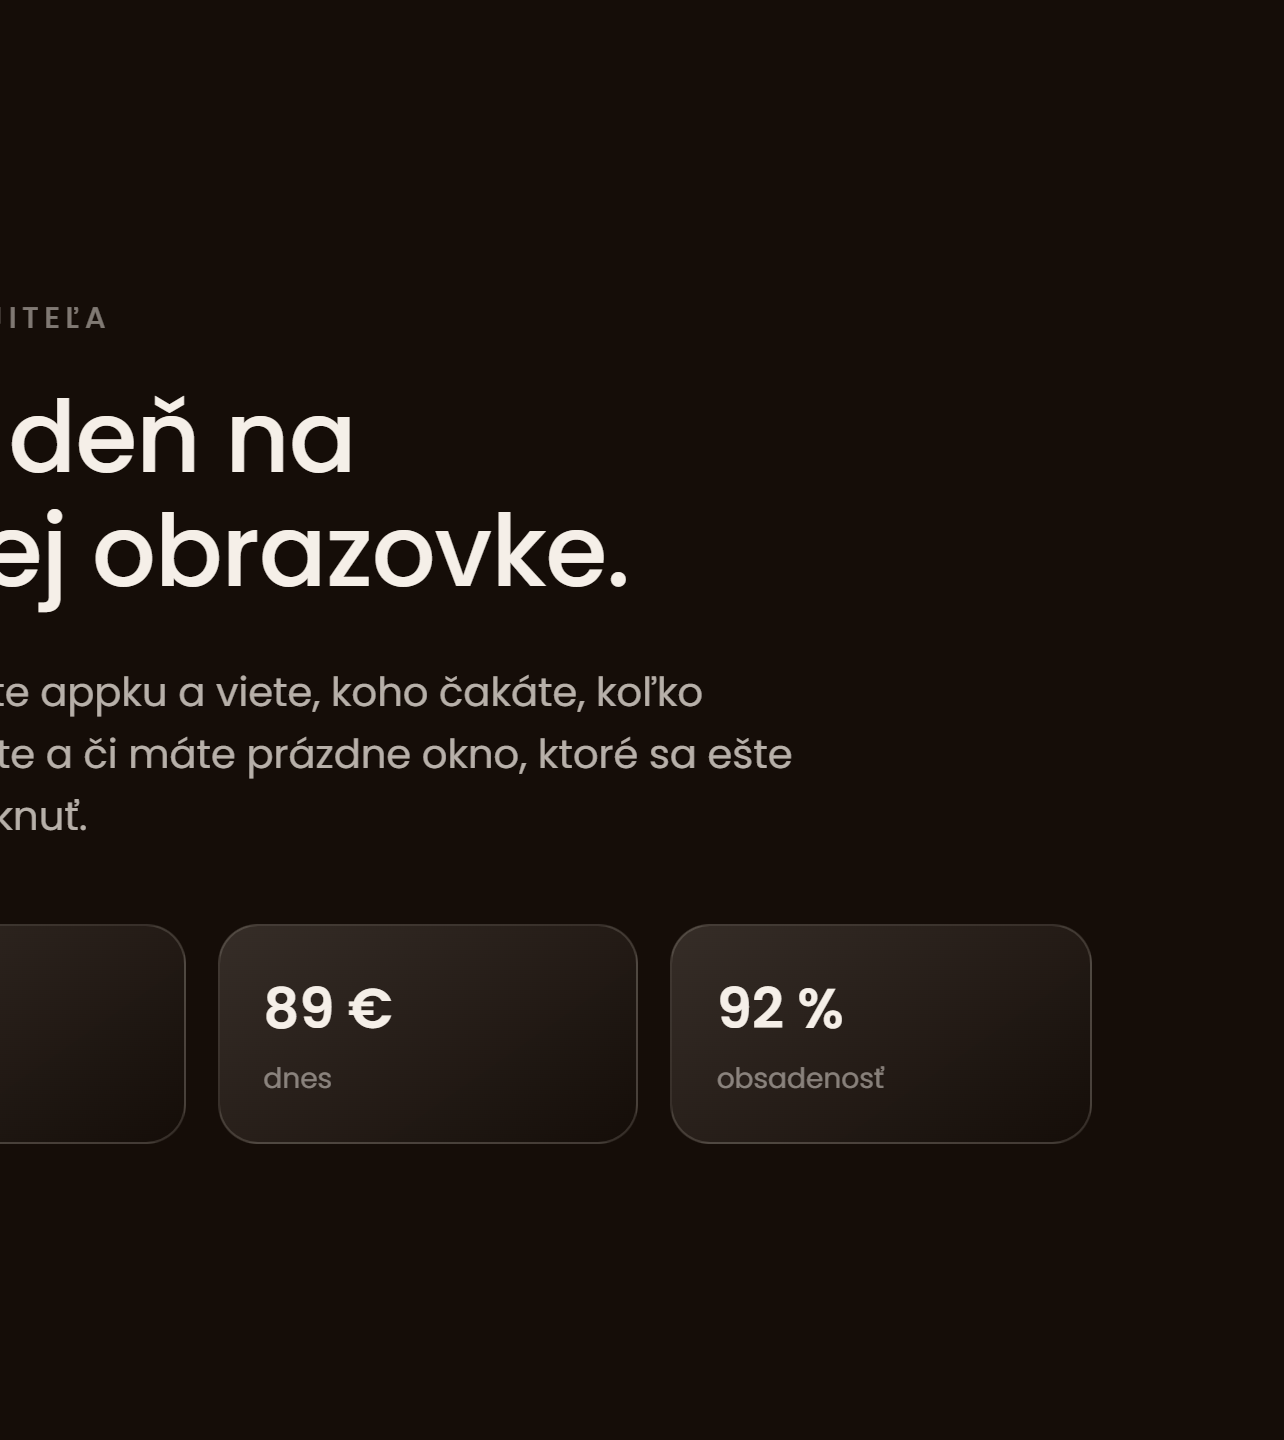 ITEĽA
deň na
ej obrazovke.
te appku a viete, koho čakáte, koľko
te a či máte prázdne okno, ktoré sa ešte
knuť.
89 €
92 %
dnes
obsadenosť